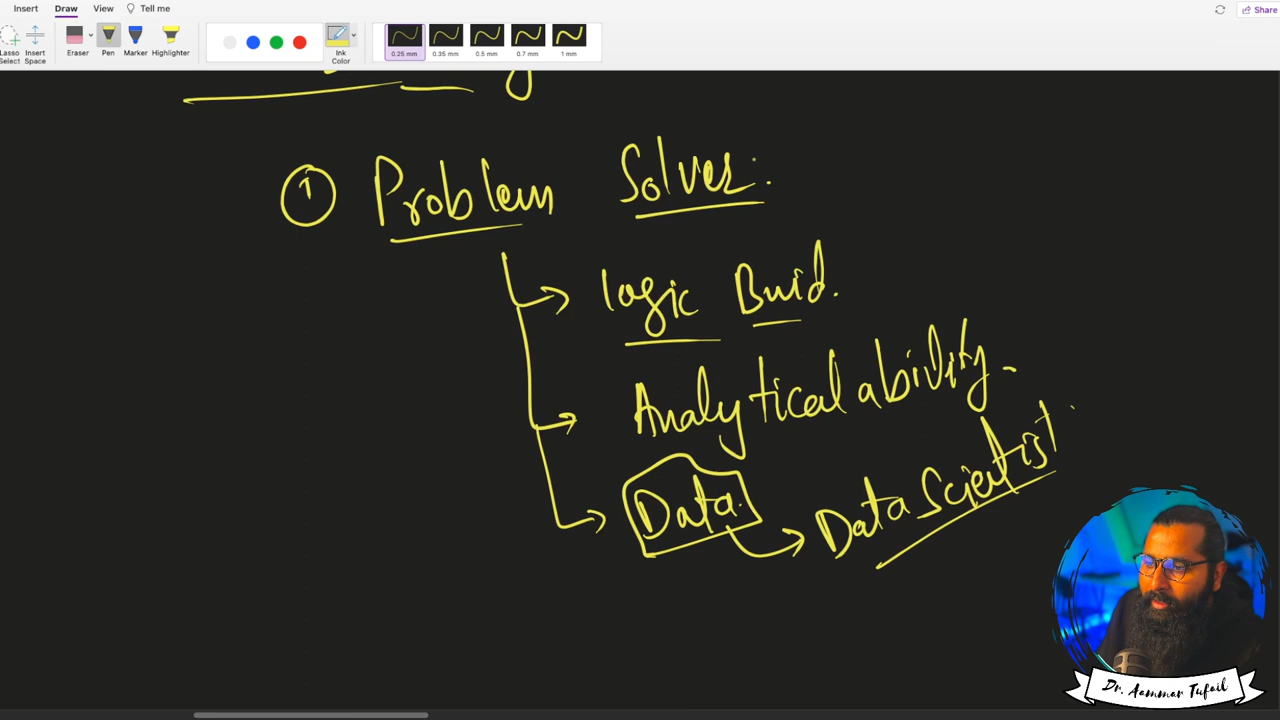 Insert Draw View Tell me
Share
Lasso Select
Insert Space
Eraser
Pen
Marker
Highlighter
Ink Color
0.25 mm
0.35 mm
0.5 mm
0.7 mm
1 mm
① Problem Solver:
Logic Buid.
Analytical ability.
Data. Data Scientist
Dr. Aammar Tufail